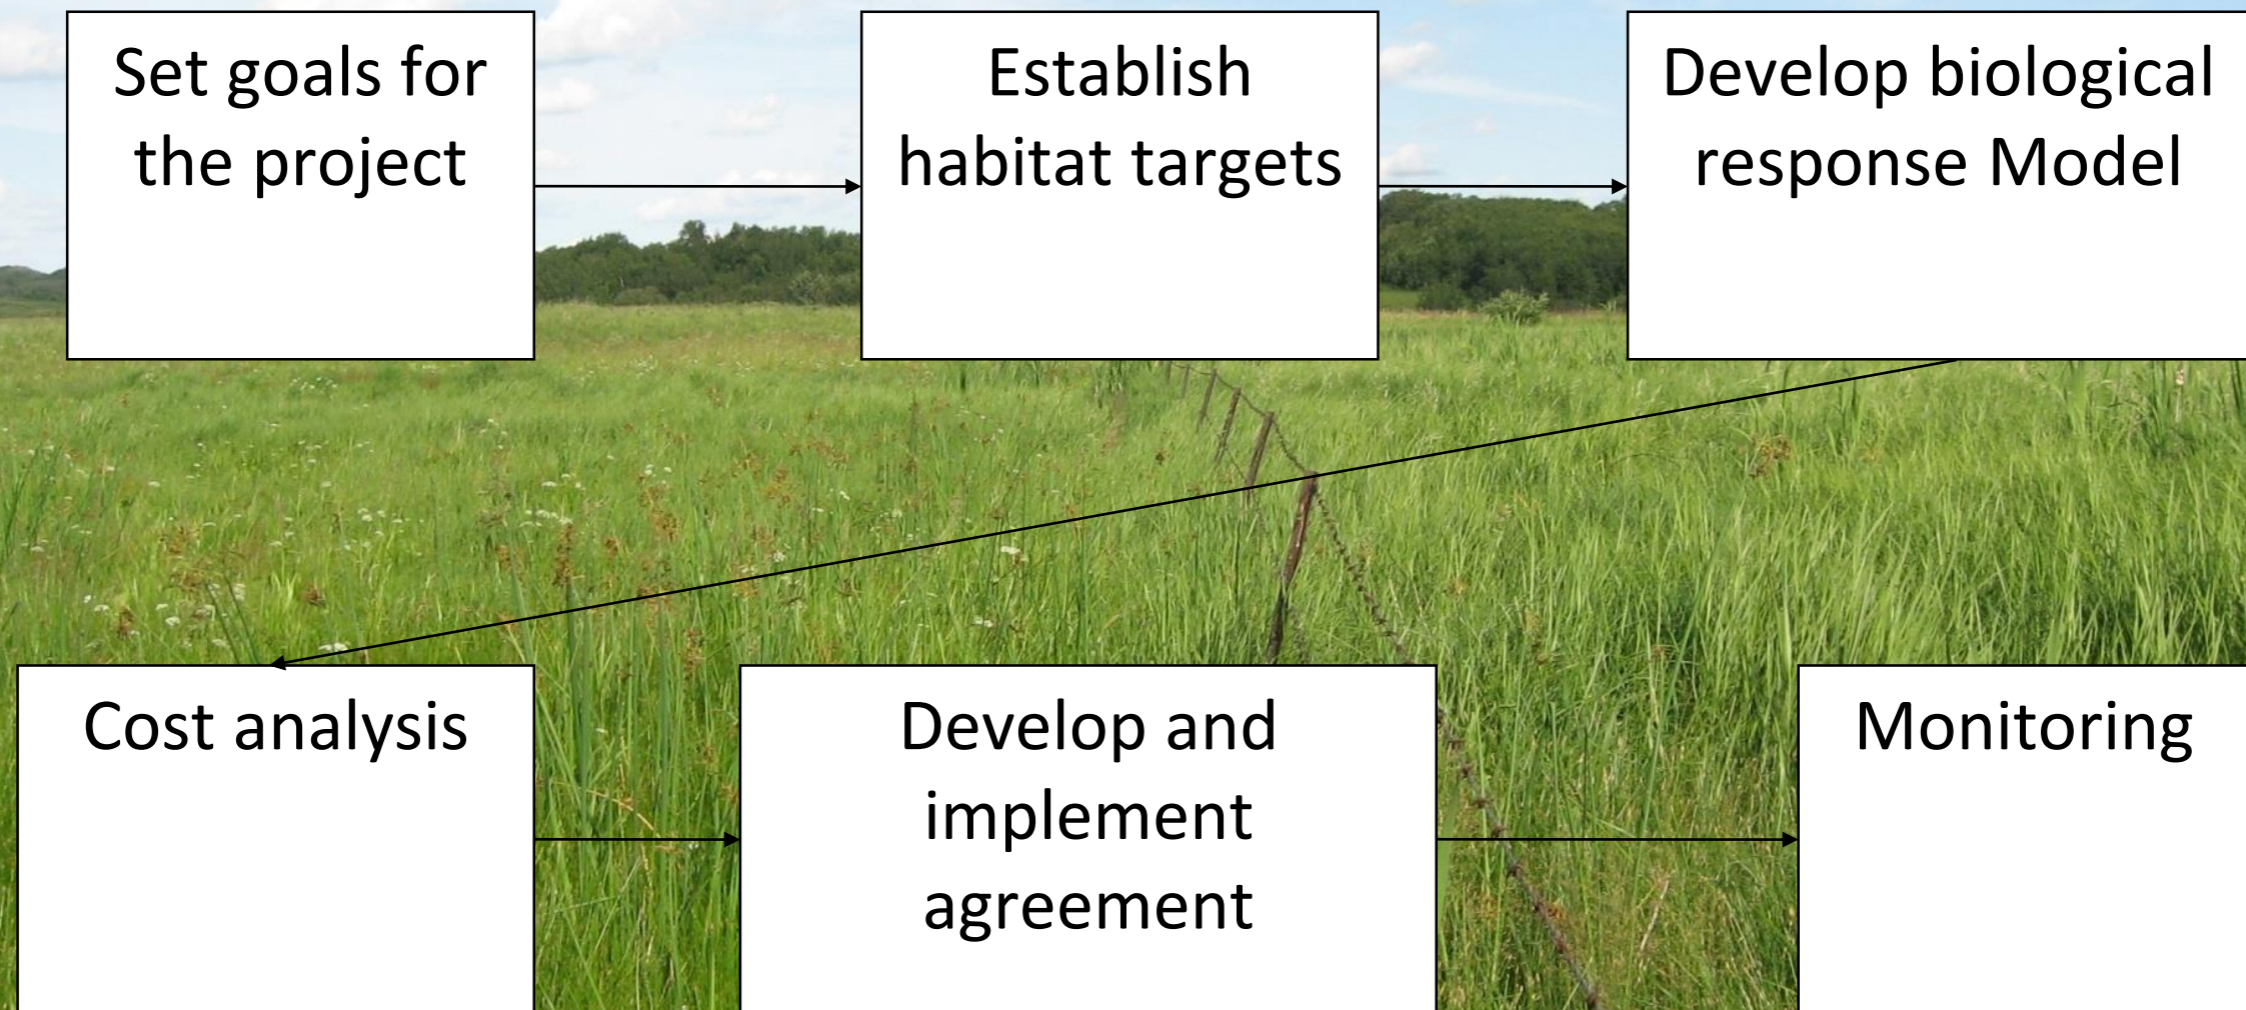 Set goals for
the project
Establish
habitat targets
Develop biological
response Model
Cost analysis
Develop and
implement
agreement
Monitoring